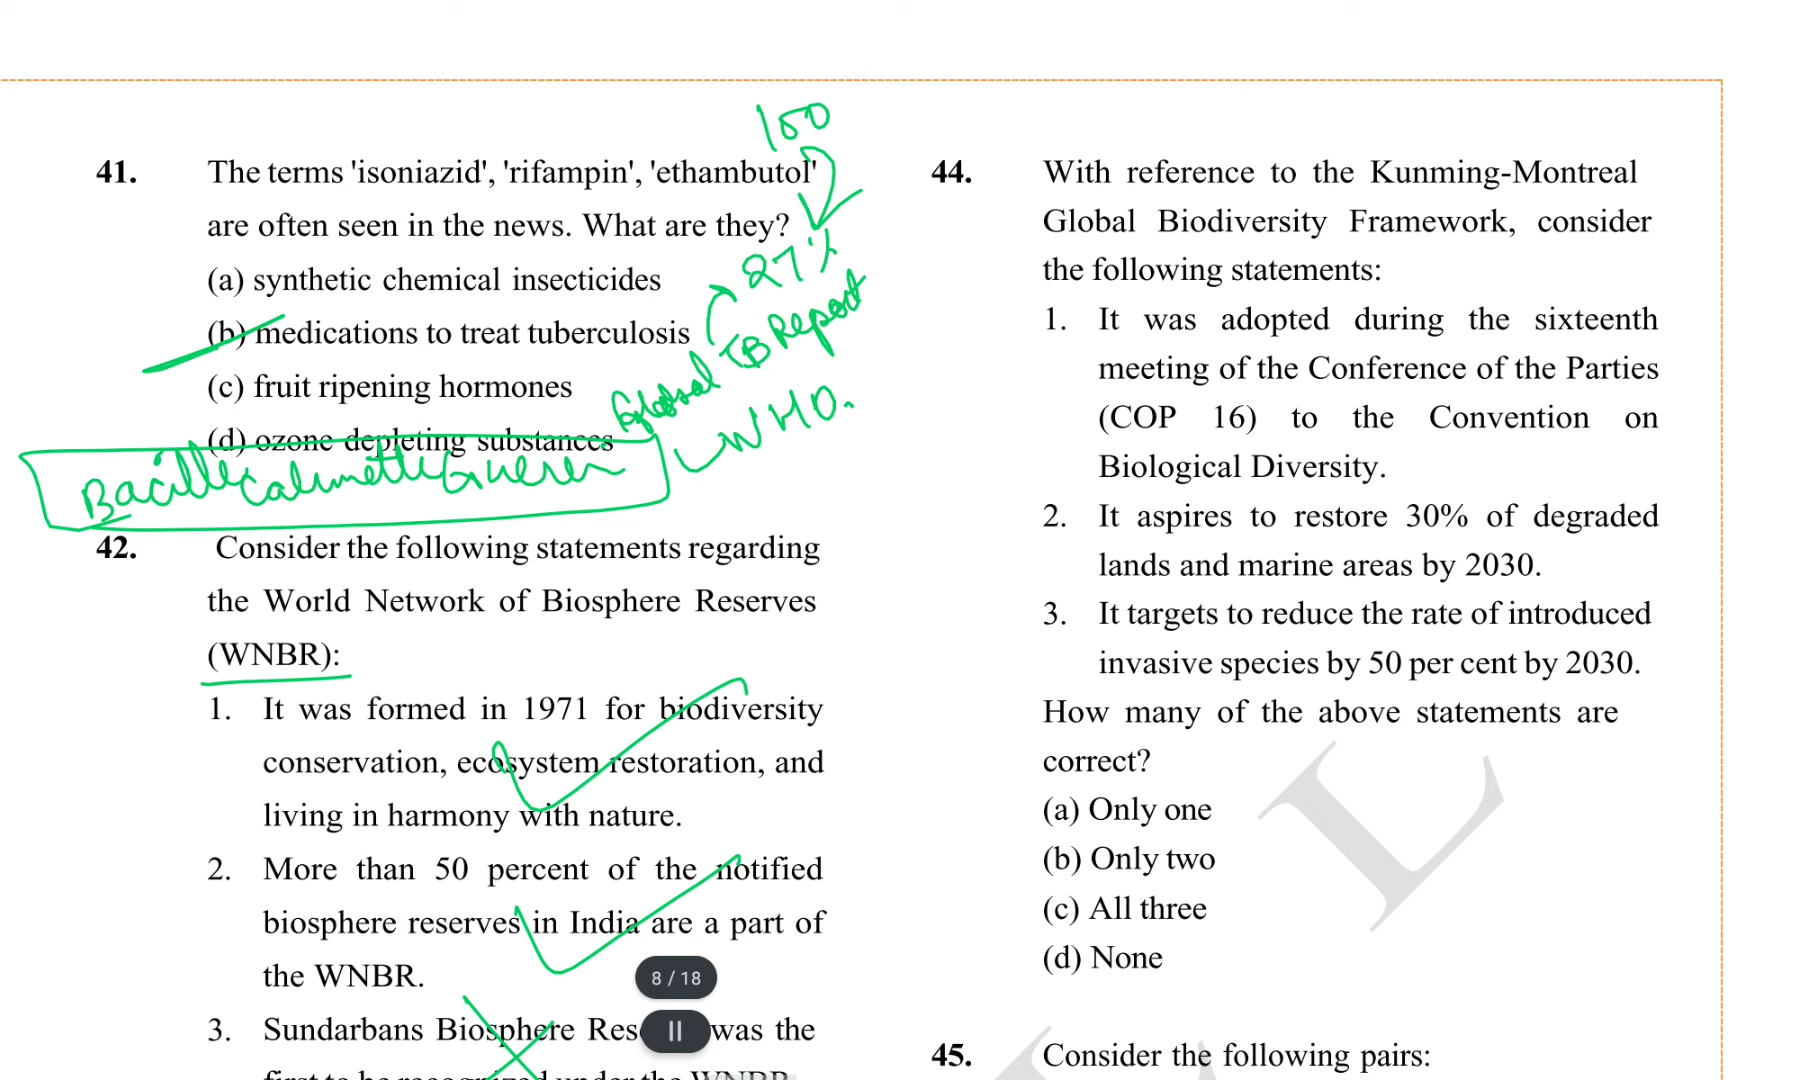 41.
The terms 'isoniazid', 'rifampin', 'ethambutol'
are often seen in the news. What are they?
(a) synthetic chemical insecticides
(b) medications to treat tuberculosis
(c) fruit ripening hormones
(d) ozone depleting substances
100
27%
Global TB Report
WHO.
Bacille Calmette Gueren
42.
Consider the following statements regarding
the World Network of Biosphere Reserves
(WNBR):
1. It was formed in 1971 for biodiversity
conservation, ecosystem restoration, and
living in harmony with nature.
2. More than 50 percent of the notified
biosphere reserves in India are a part of
the WNBR.
3. Sundarbans Biosphere Res was the
first to be recognized under the WNBR
8 / 18
44.
With reference to the Kunming-Montreal
Global Biodiversity Framework, consider
the following statements:
1. It was adopted during the sixteenth
meeting of the Conference of the Parties
(COP 16) to the Convention on
Biological Diversity.
2. It aspires to restore 30% of degraded
lands and marine areas by 2030.
3. It targets to reduce the rate of introduced
invasive species by 50 per cent by 2030.
How many of the above statements are
correct?
(a) Only one
(b) Only two
(c) All three
(d) None
45.
Consider the following pairs:
L